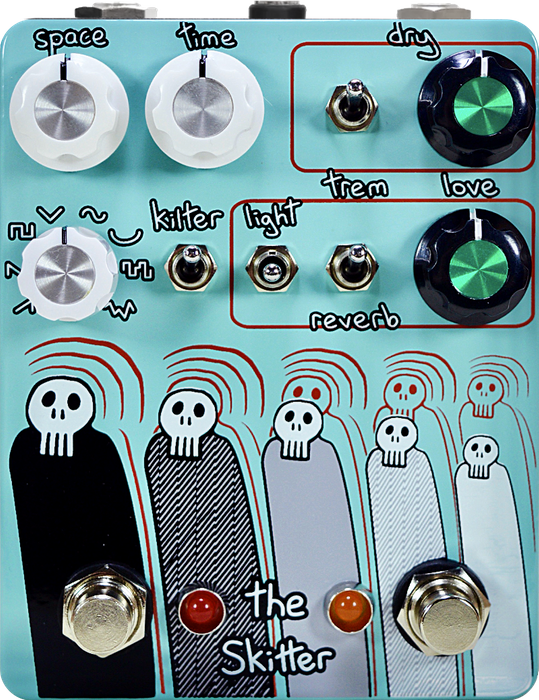 space time dry
trem love
kilter light
reverb
the
Skitter